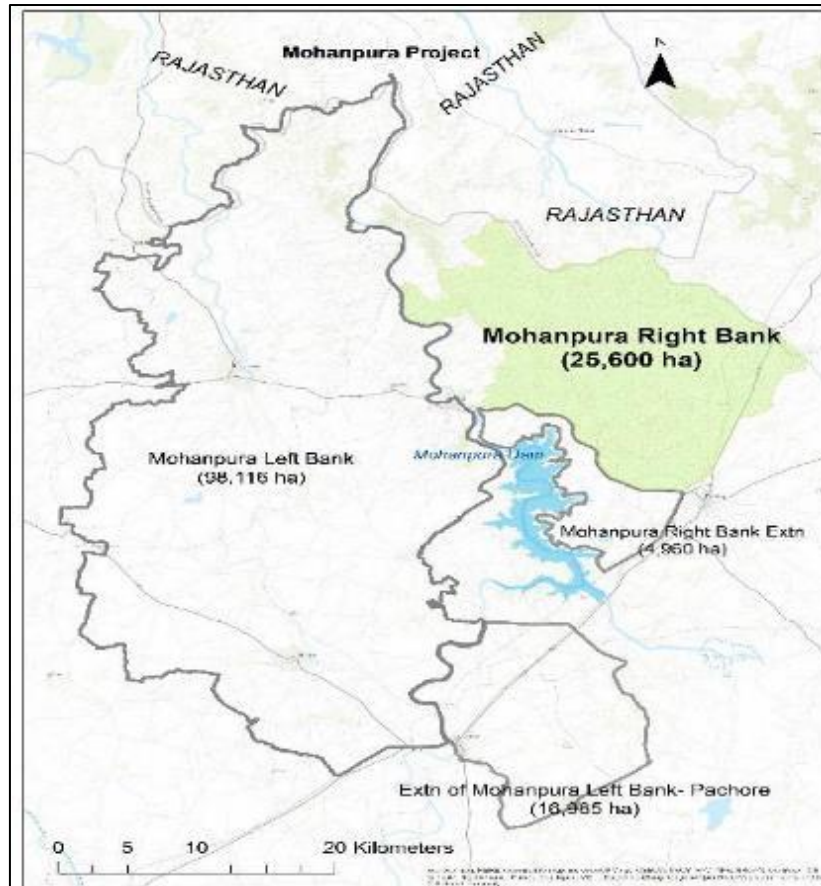 Mohanpura Project
RAJASTHAN
RAJASTHAN
RAJASTHAN
Mohanpura Right Bank
(25,600 ha)
Mohanpura Left Bank
(98,116 ha)
Mohanpura Dam
Mohanpura Right Bank Extn
(4,960 ha)
Extn of Mohanpura Left Bank- Pachore
(16,985 ha)
0 5 10 20 Kilometers